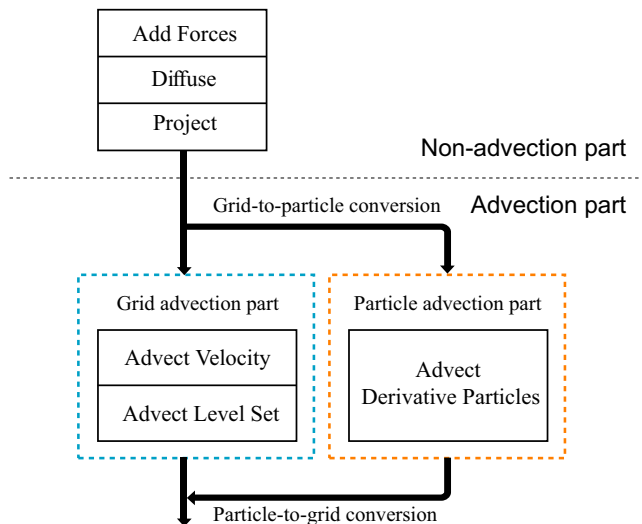 Add Forces
Diffuse
Project
Non-advection part
Advection part
Grid-to-particle conversion
Grid advection part
Advect Velocity
Advect Level Set
Particle advection part
Advect
Derivative Particles
Particle-to-grid conversion